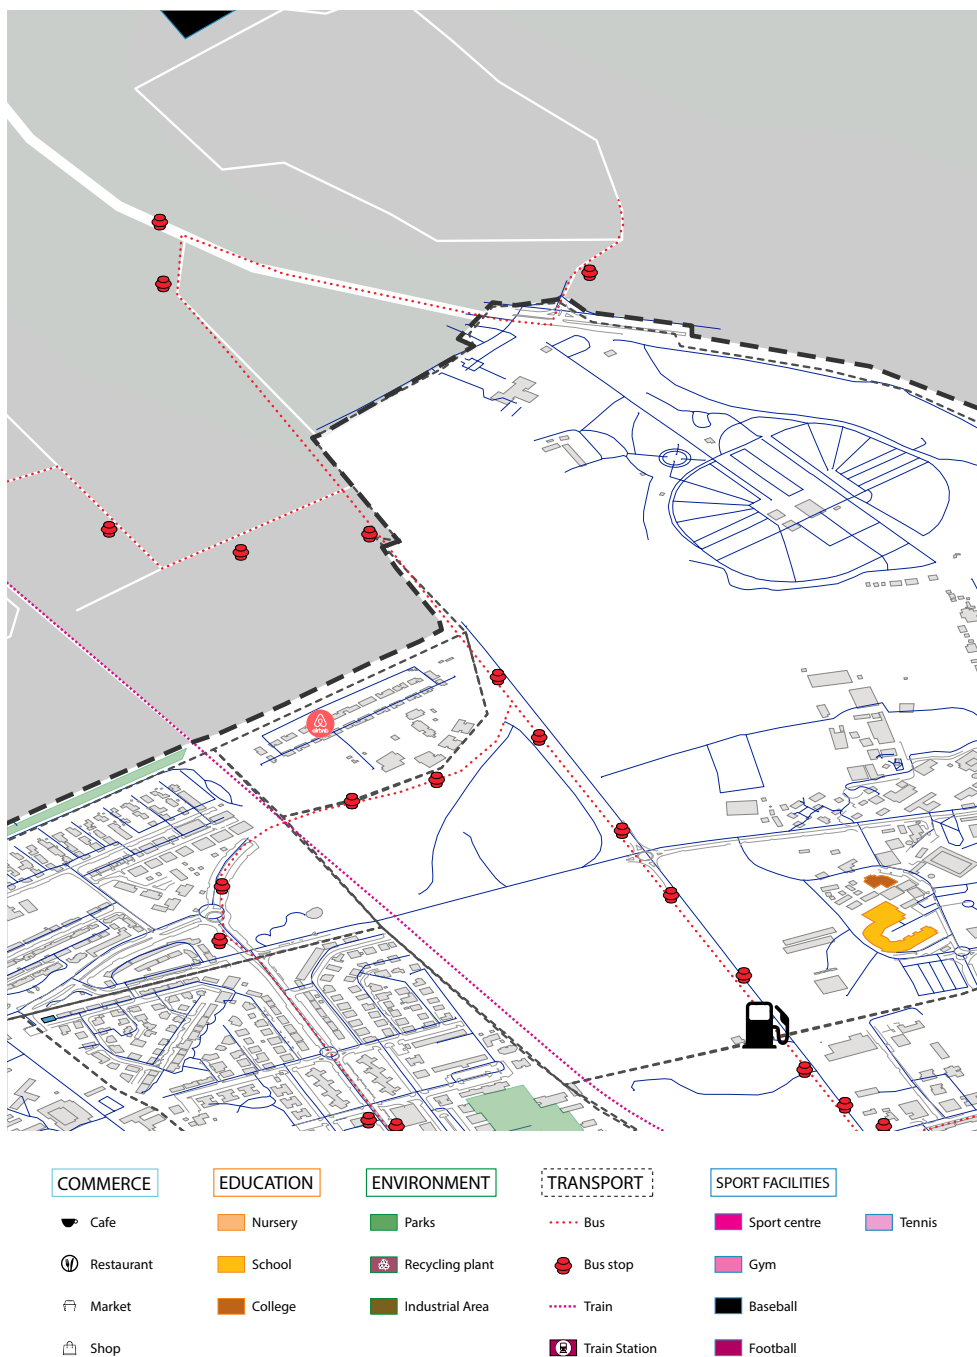 airbnb
COMMERCE
Cafe
Restaurant
Market
Shop
EDUCATION
Nursery
School
College
ENVIRONMENT
Parks
Recycling plant
Industrial Area
TRANSPORT
Bus
Bus stop
Train
Train Station
SPORT FACILITIES
Sport centre
Gym
Baseball
Football
Tennis